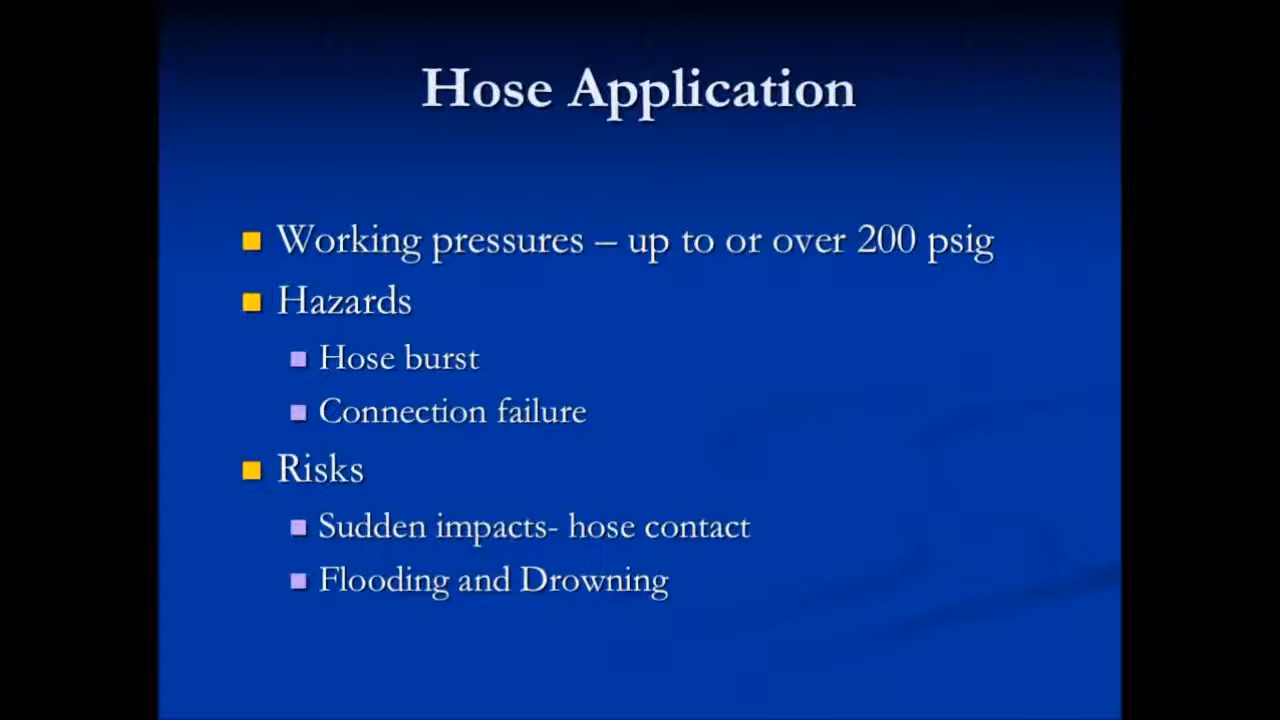 Hose Application
Working pressures – up to or over 200 psig
Hazards
Hose burst
Connection failure
Risks
Sudden impacts- hose contact
Flooding and Drowning